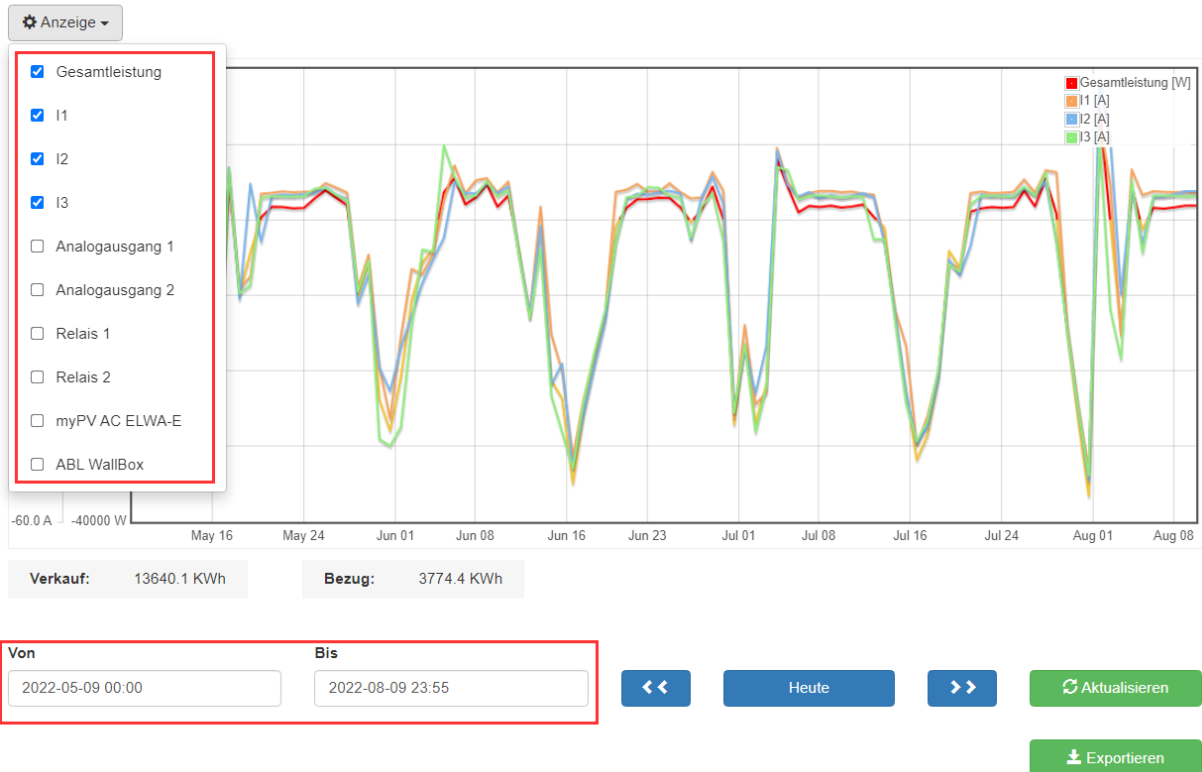 Anzeige
Gesamtleistung
I1
I2
I3
Analogausgang 1
Analogausgang 2
Relais 1
Relais 2
myPV AC ELWA-E
ABL WallBox
Gesamtleistung [W]
I1 [A]
I2 [A]
I3 [A]
-60.0 A -40000 W
May 16 May 24 Jun 01 Jun 08 Jun 16 Jun 23 Jul 01 Jul 08 Jul 16 Jul 24 Aug 01 Aug 08
Verkauf: 13640.1 KWh Bezug: 3774.4 KWh
Von Bis
2022-05-09 00:00 2022-08-09 23:55 Heute Aktualisieren
Exportieren